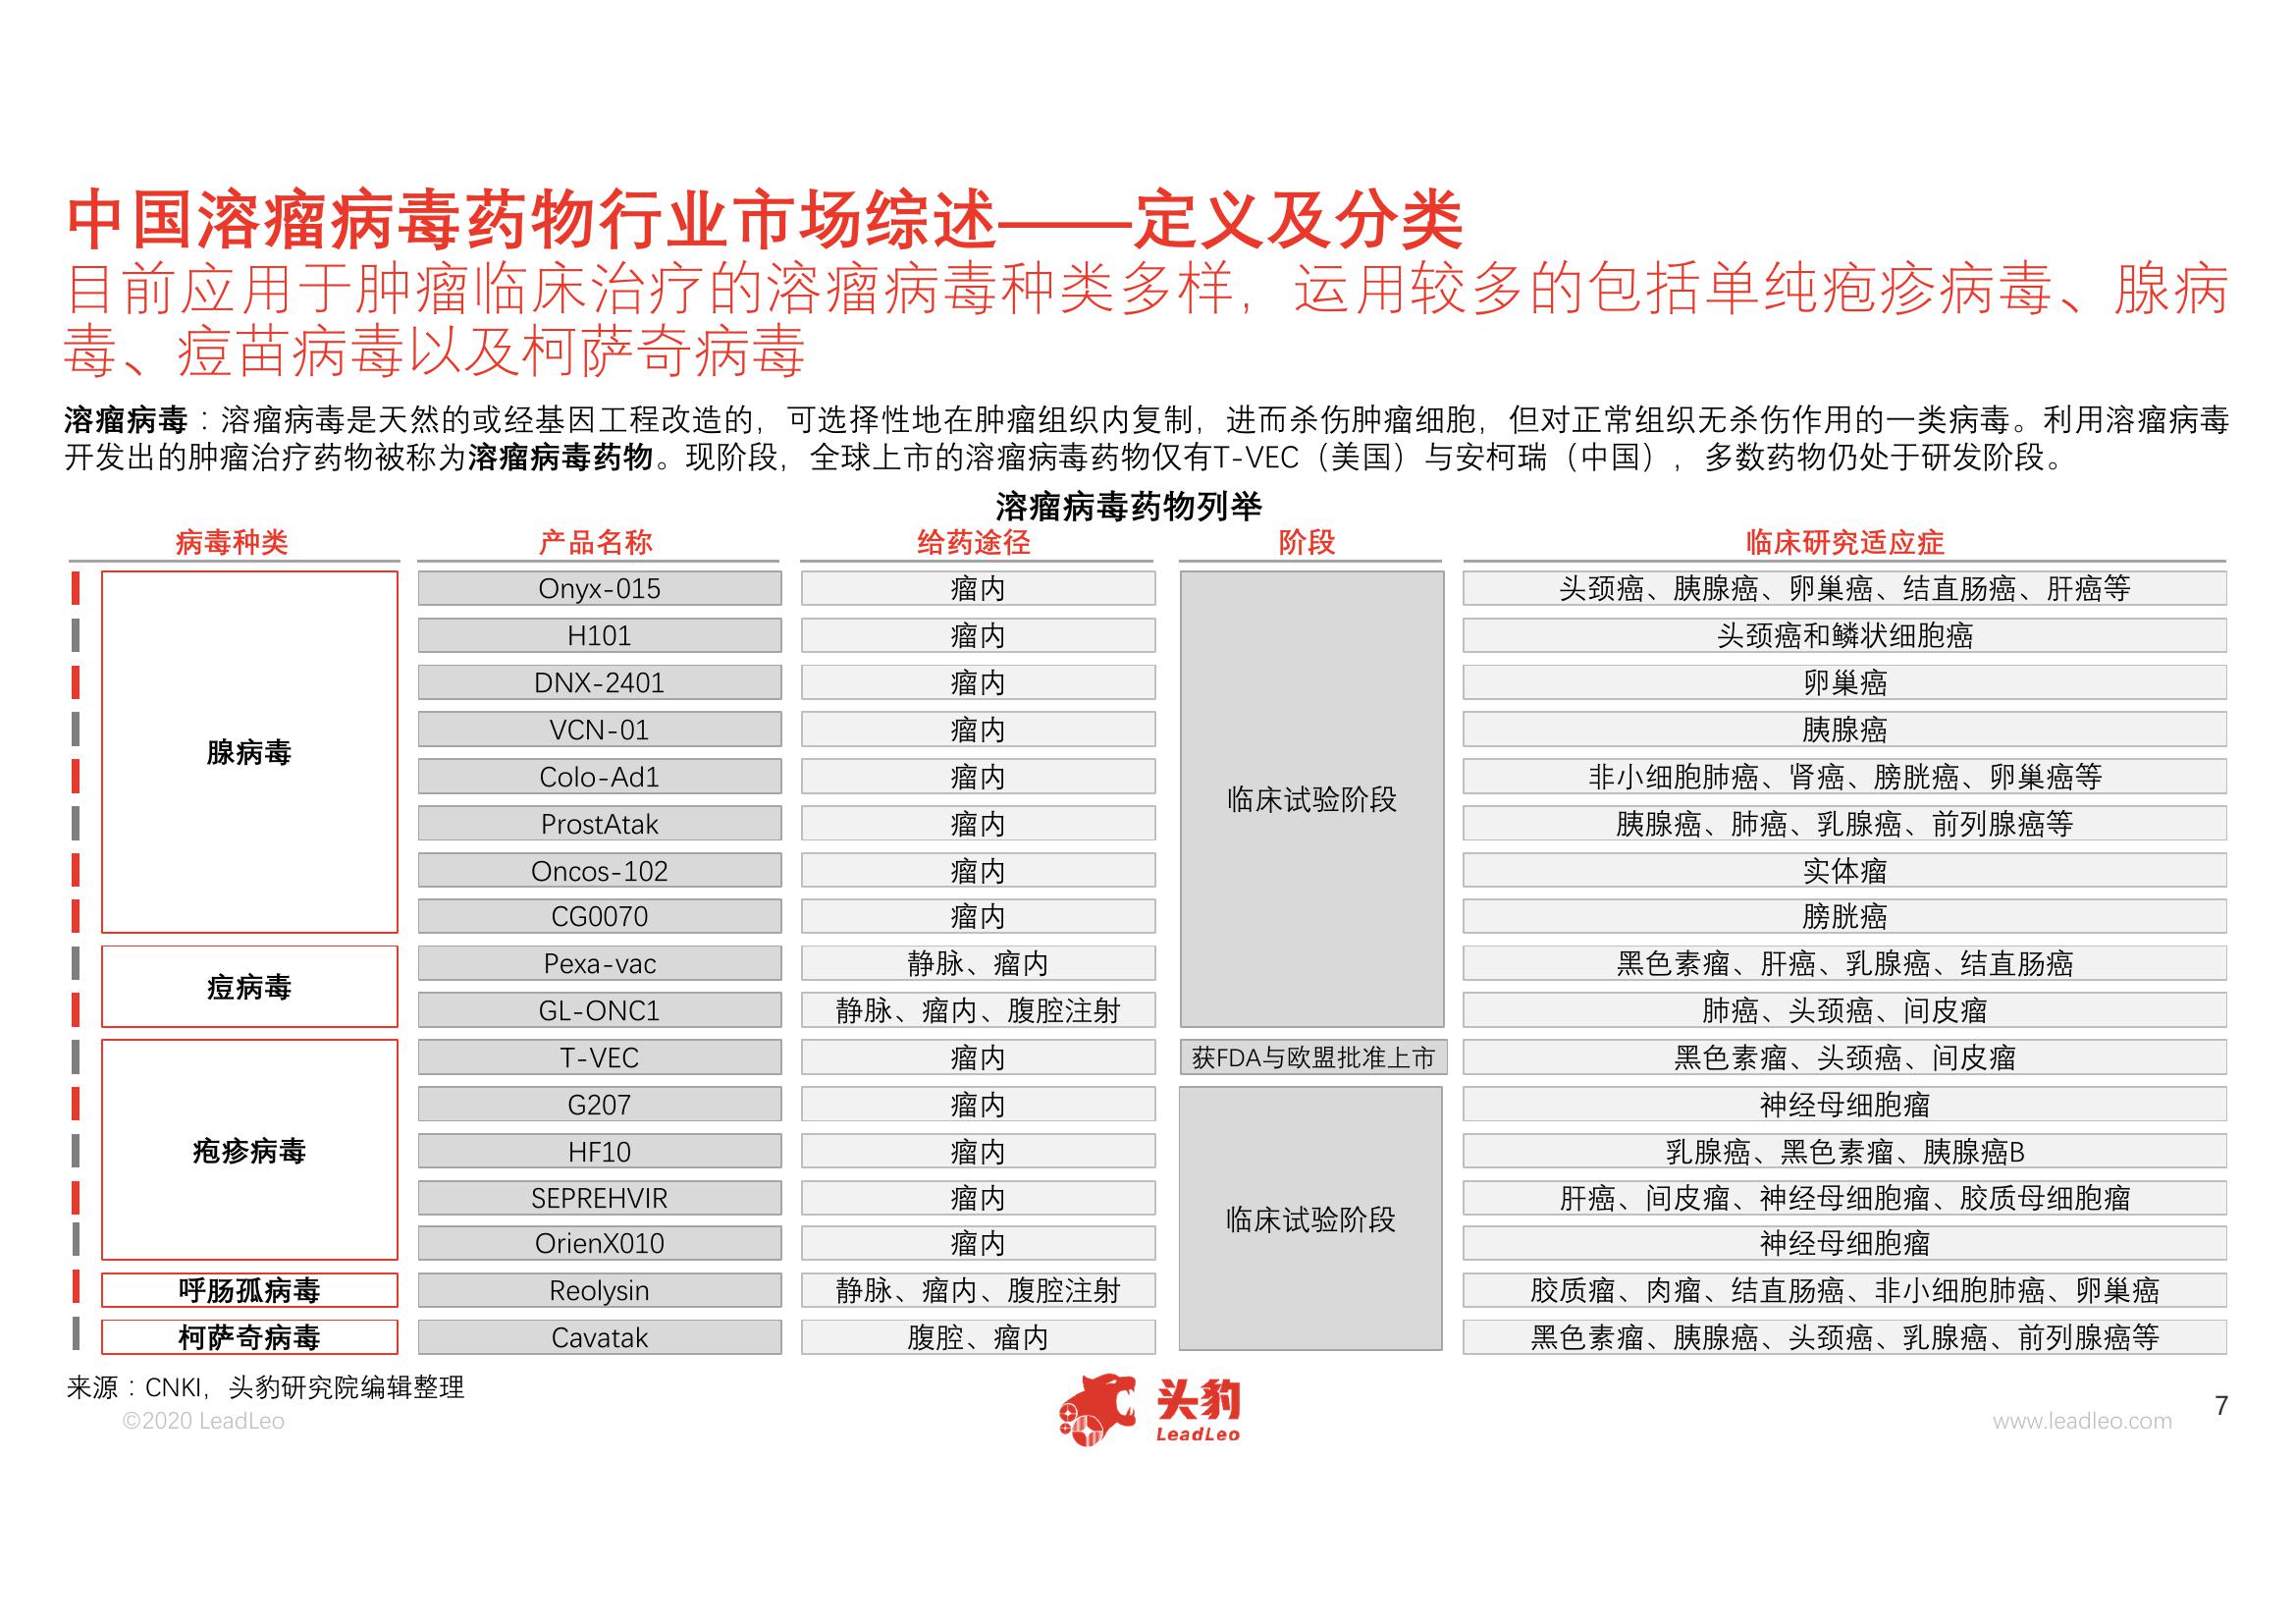 中国溶瘤病毒药物行业市场综述——定义及分类
目前应用于肿瘤临床治疗的溶瘤病毒种类多样，运用较多的包括单纯疱疹病毒、腺病
毒、痘苗病毒以及柯萨奇病毒
溶瘤病毒：溶瘤病毒是天然的或经基因工程改造的，可选择性地在肿瘤组织内复制，进而杀伤肿瘤细胞，但对正常组织无杀伤作用的一类病毒。利用溶瘤病毒
开发出的肿瘤治疗药物被称为溶瘤病毒药物。现阶段，全球上市的溶瘤病毒药物仅有T-VEC（美国）与安柯瑞（中国），多数药物仍处于研发阶段。
溶瘤病毒药物列举
病毒种类 产品名称 给药途径 阶段 临床研究适应症
Onyx-015 瘤内 头颈癌、胰腺癌、卵巢癌、结直肠癌、肝癌等
H101 瘤内 头颈癌和鳞状细胞癌
DNX-2401 瘤内 卵巢癌
VCN-01 瘤内 胰腺癌
腺病毒
Colo-Ad1 瘤内 非小细胞肺癌、肾癌、膀胱癌、卵巢癌等
临床试验阶段
ProstAtak 瘤内 胰腺癌、肺癌、乳腺癌、前列腺癌等
Oncos-102 瘤内 实体瘤
CG0070 瘤内 膀胱癌
Pexa-vac 静脉、瘤内 黑色素瘤、肝癌、乳腺癌、结直肠癌
痘病毒
GL-ONC1 静脉、瘤内、腹腔注射 肺癌、头颈癌、间皮瘤
T-VEC 瘤内 获FDA与欧盟批准上市 黑色素瘤、头颈癌、间皮瘤
G207 瘤内 神经母细胞瘤
疱疹病毒 HF10 瘤内 乳腺癌、黑色素瘤、胰腺癌B
SEPREHVIR 瘤内 肝癌、间皮瘤、神经母细胞瘤、胶质母细胞瘤
临床试验阶段
OrienX010 瘤内 神经母细胞瘤
呼肠孤病毒 Reolysin 静脉、瘤内、腹腔注射 胶质瘤、肉瘤、结直肠癌、非小细胞肺癌、卵巢癌
柯萨奇病毒 Cavatak 腹腔、瘤内 黑色素瘤、胰腺癌、头颈癌、乳腺癌、前列腺癌等
来源：CNKI，头豹研究院编辑整理
©2020 LeadLeo
头豹
LeadLeo
www.leadleo.com
7